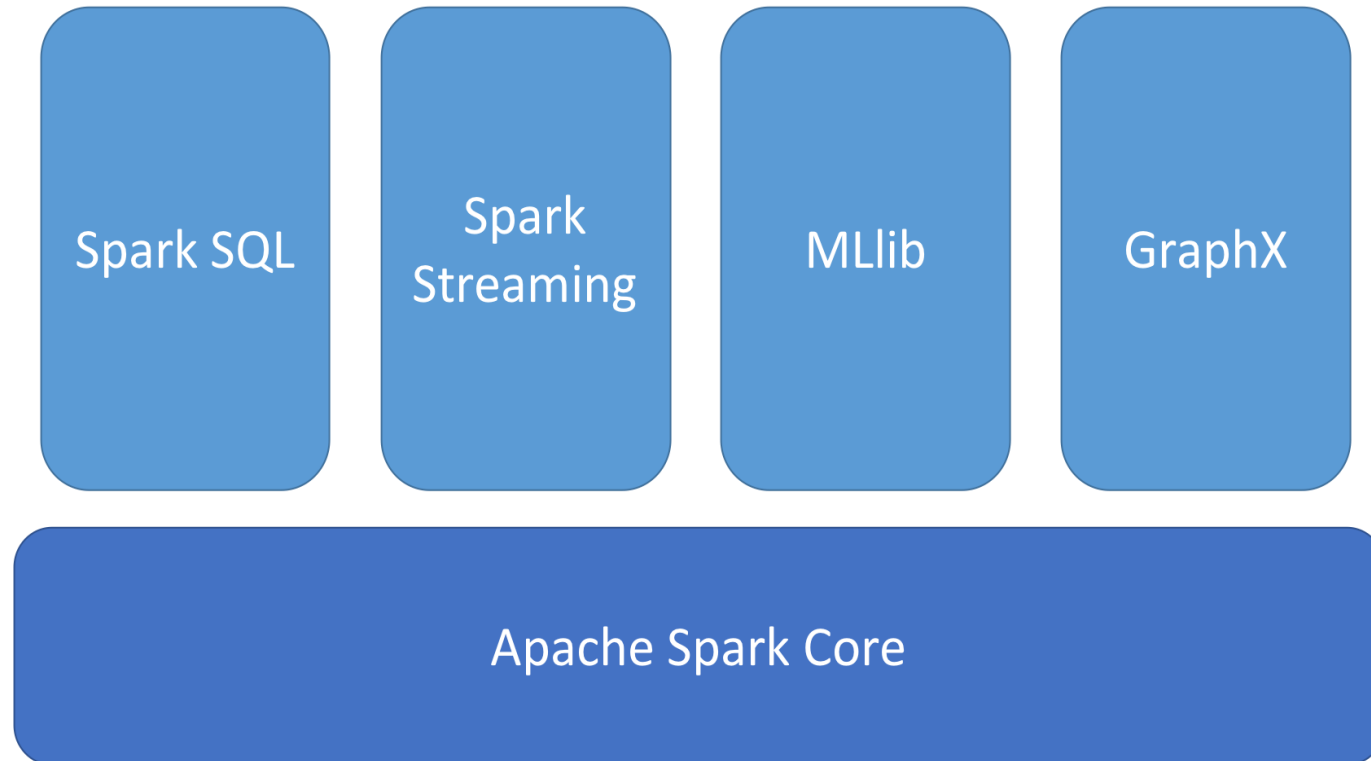 Spark SQL
Spark
Streaming
MLlib
GraphX
Apache Spark Core